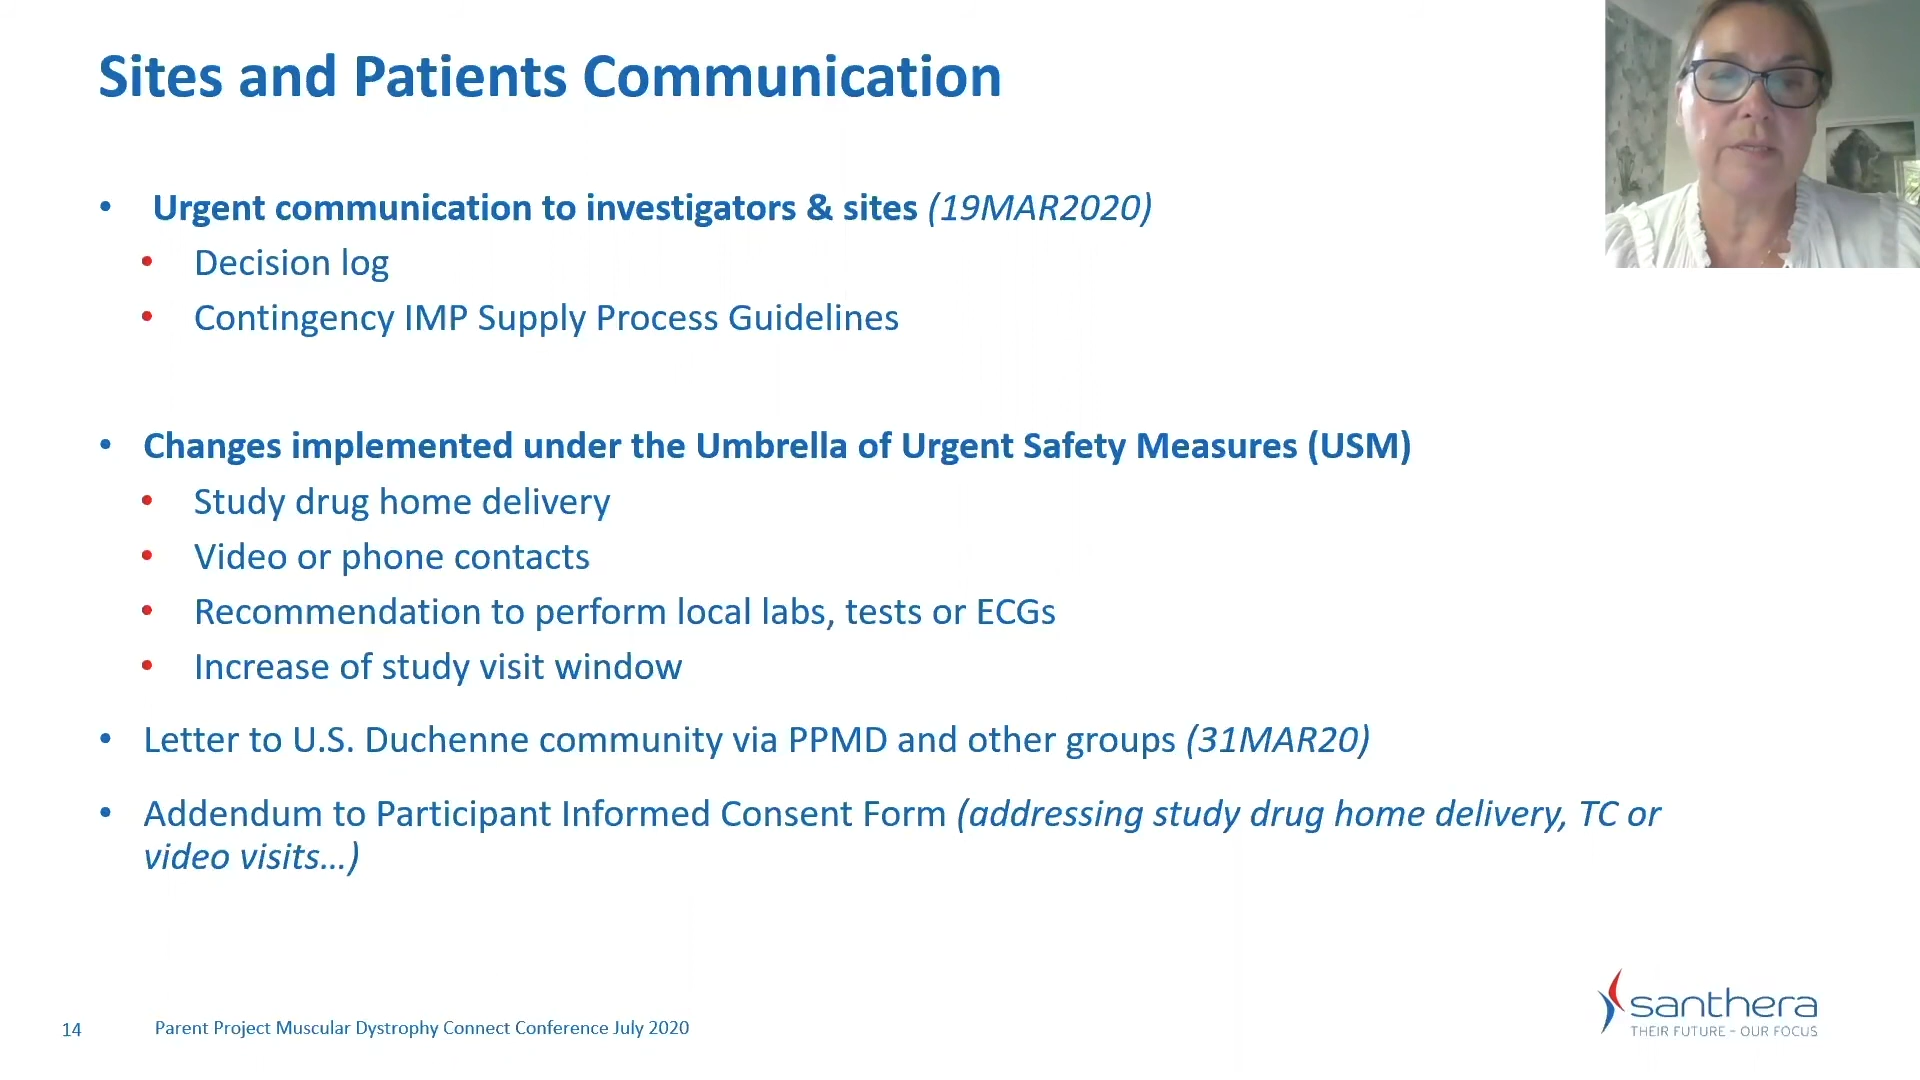 Sites and Patients Communication
• Urgent communication to investigators & sites (19MAR2020)
• Decision log
• Contingency IMP Supply Process Guidelines
• Changes implemented under the Umbrella of Urgent Safety Measures (USM)
• Study drug home delivery
• Video or phone contacts
• Recommendation to perform local labs, tests or ECGs
• Increase of study visit window
• Letter to U.S. Duchenne community via PPMD and other groups (31MAR20)
• Addendum to Participant Informed Consent Form (addressing study drug home delivery, TC or
video visits...)
14 Parent Project Muscular Dystrophy Connect Conference July 2020
santhera
THEIR FUTURE – OUR FOCUS